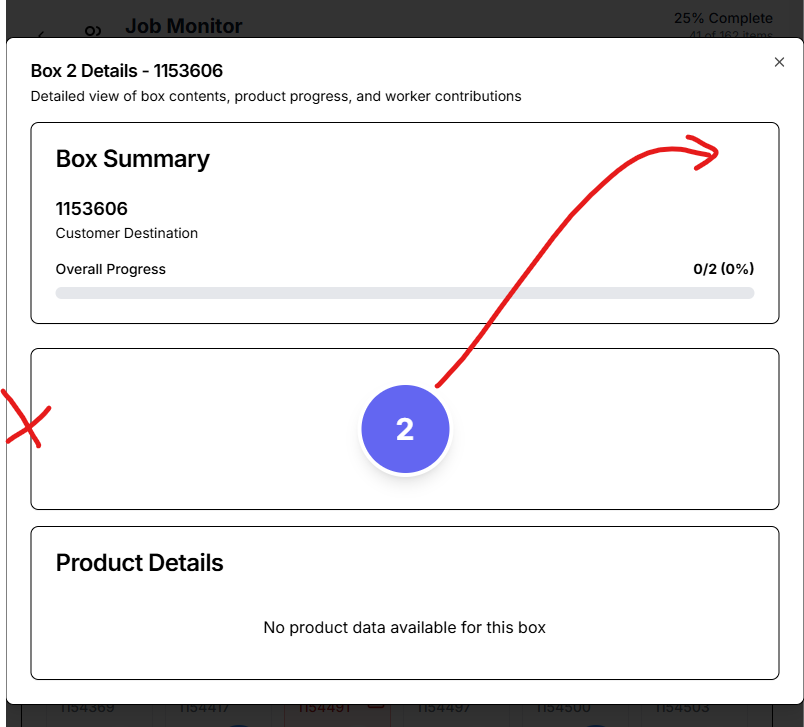 Job Monitor
25% Complete
41 of 162 items
Box 2 Details - 1153606
Detailed view of box contents, product progress, and worker contributions
Box Summary
1153606
Customer Destination
Overall Progress
0/2 (0%)
2
Product Details
No product data available for this box
1154369
1154417
1154491
1154497
1154500
1154503